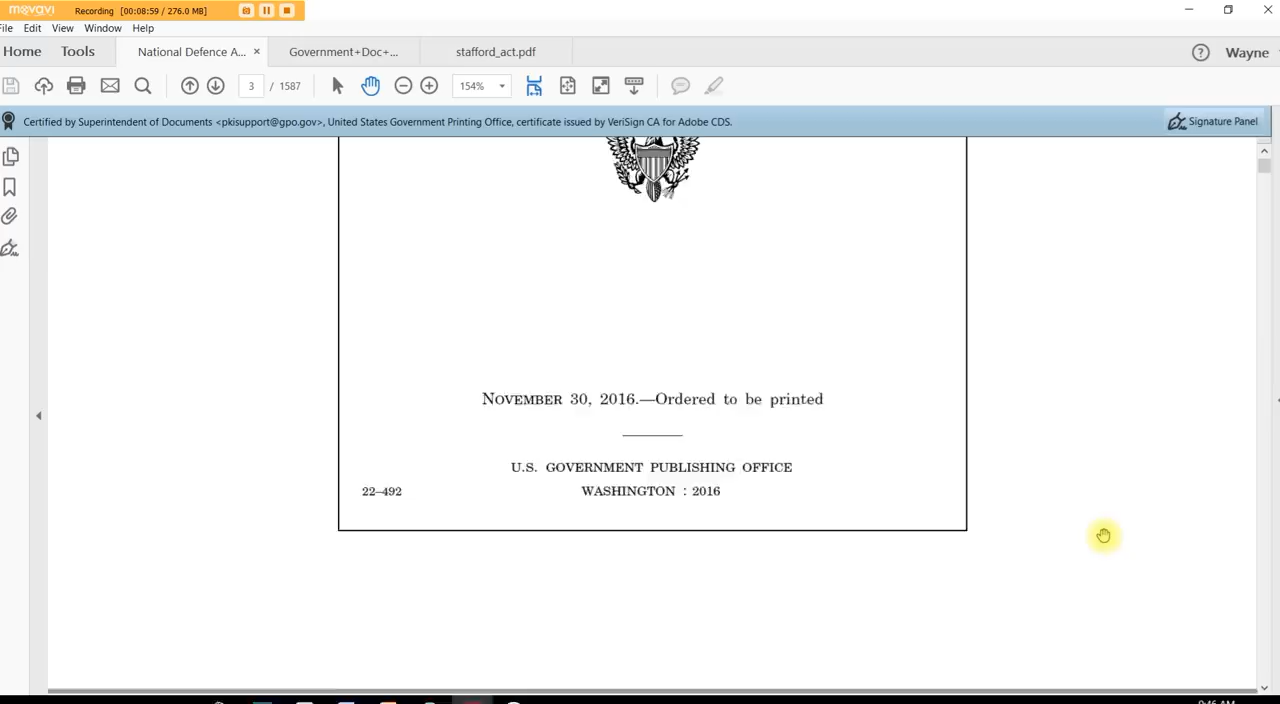 movavi Recording [00:08:59 / 276.0 MB]
File Edit View Window Help
Home Tools National Defence A... × Government+Doc+... stafford_act.pdf ? Wayne
3 / 1587 154%
Certified by Superintendent of Documents <pkisupport@gpo.gov>, United States Government Printing Office, certificate issued by VeriSign CA for Adobe CDS. Signature Panel
NOVEMBER 30, 2016.—Ordered to be printed
U.S. GOVERNMENT PUBLISHING OFFICE
22–492 WASHINGTON : 2016